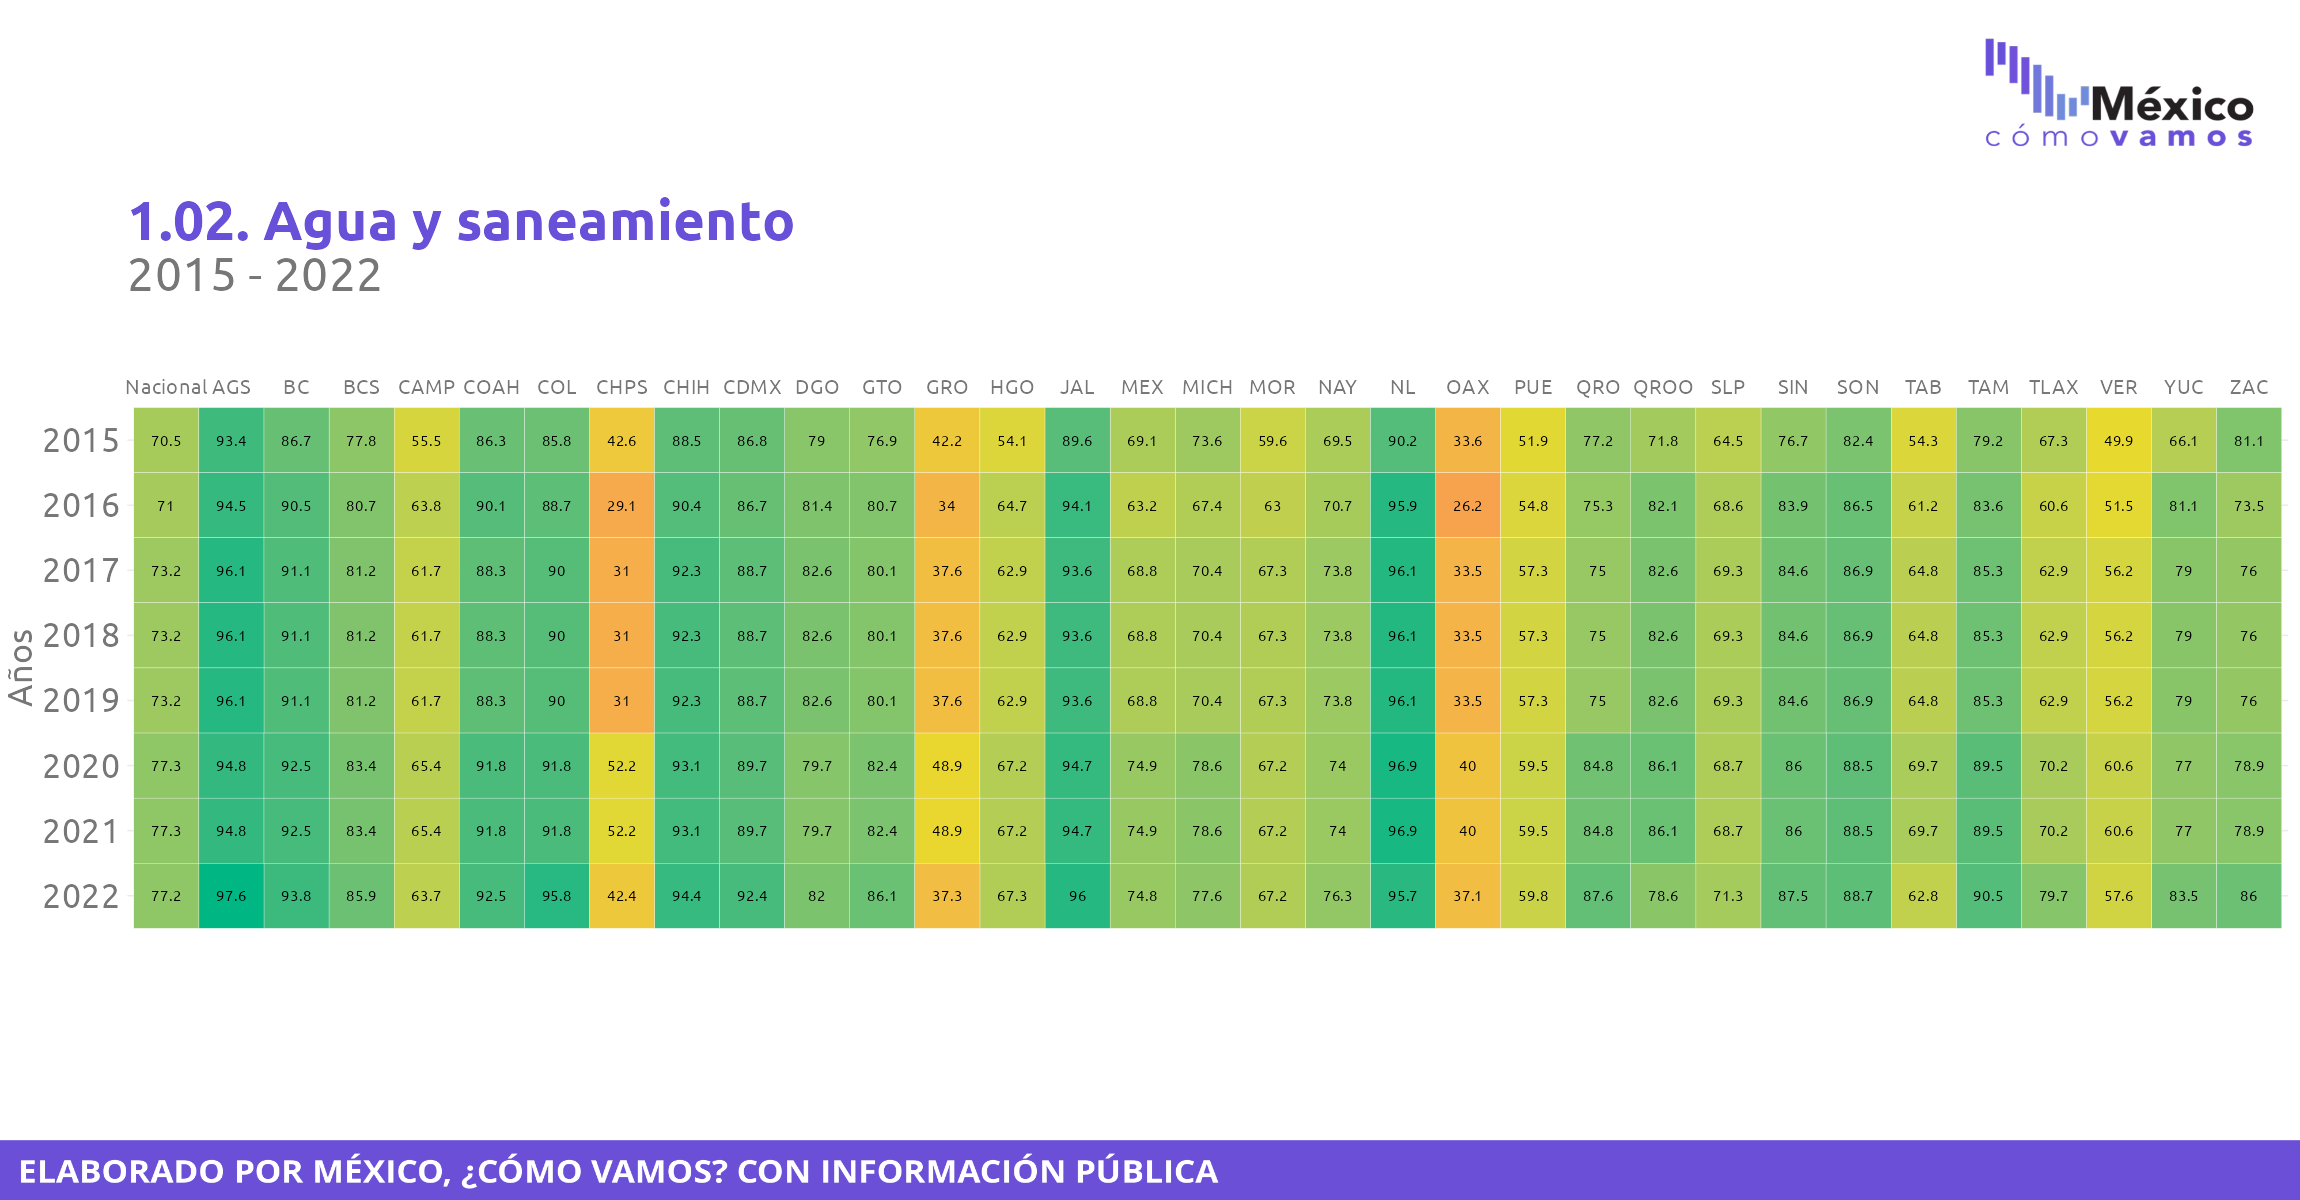 México
cómovamos
1.02. Agua y saneamiento
2015 - 2022
Nacional AGS BC BCS CAMP COAH COL CHPS CHIH CDMX DGO GTO GRO HGO JAL MEX MICH MOR NAY NL OAX PUE QRO QROO SLP SIN SON TAB TAM TLAX VER YUC ZAC
2015 70.5 93.4 86.7 77.8 55.5 86.3 85.8 42.6 88.5 86.8 79 76.9 42.2 54.1 89.6 69.1 73.6 59.6 69.5 90.2 33.6 51.9 77.2 71.8 64.5 76.7 82.4 54.3 79.2 67.3 49.9 66.1 81.1
2016 71 94.5 90.5 80.7 63.8 90.1 88.7 29.1 90.4 86.7 81.4 80.7 34 64.7 94.1 63.2 67.4 63 70.7 95.9 26.2 54.8 75.3 82.1 68.6 83.9 86.5 61.2 83.6 60.6 51.5 81.1 73.5
2017 73.2 96.1 91.1 81.2 61.7 88.3 90 31 92.3 88.7 82.6 80.1 37.6 62.9 93.6 68.8 70.4 67.3 73.8 96.1 33.5 57.3 75 82.6 69.3 84.6 86.9 64.8 85.3 62.9 56.2 79 76
2018 73.2 96.1 91.1 81.2 61.7 88.3 90 31 92.3 88.7 82.6 80.1 37.6 62.9 93.6 68.8 70.4 67.3 73.8 96.1 33.5 57.3 75 82.6 69.3 84.6 86.9 64.8 85.3 62.9 56.2 79 76
Años
2019 73.2 96.1 91.1 81.2 61.7 88.3 90 31 92.3 88.7 82.6 80.1 37.6 62.9 93.6 68.8 70.4 67.3 73.8 96.1 33.5 57.3 75 82.6 69.3 84.6 86.9 64.8 85.3 62.9 56.2 79 76
2020 77.3 94.8 92.5 83.4 65.4 91.8 91.8 52.2 93.1 89.7 79.7 82.4 48.9 67.2 94.7 74.9 78.6 67.2 74 96.9 40 59.5 84.8 86.1 68.7 86 88.5 69.7 89.5 70.2 60.6 77 78.9
2021 77.3 94.8 92.5 83.4 65.4 91.8 91.8 52.2 93.1 89.7 79.7 82.4 48.9 67.2 94.7 74.9 78.6 67.2 74 96.9 40 59.5 84.8 86.1 68.7 86 88.5 69.7 89.5 70.2 60.6 77 78.9
2022 77.2 97.6 93.8 85.9 63.7 92.5 95.8 42.4 94.4 92.4 82 86.1 37.3 67.3 96 74.8 77.6 67.2 76.3 95.7 37.1 59.8 87.6 78.6 71.3 87.5 88.7 62.8 90.5 79.7 57.6 83.5 86
ELABORADO POR MÉXICO, ¿CÓMO VAMOS? CON INFORMACIÓN PÚBLICA